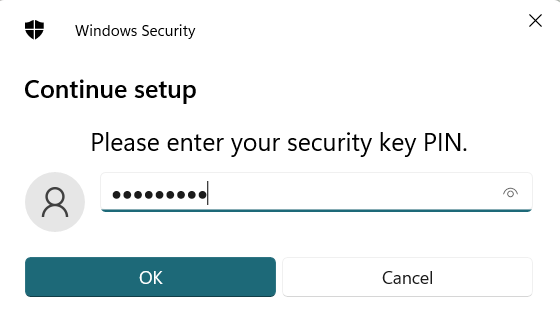 Windows Security
Continue setup
Please enter your security key PIN.
●●●●●●●●●
OK
Cancel